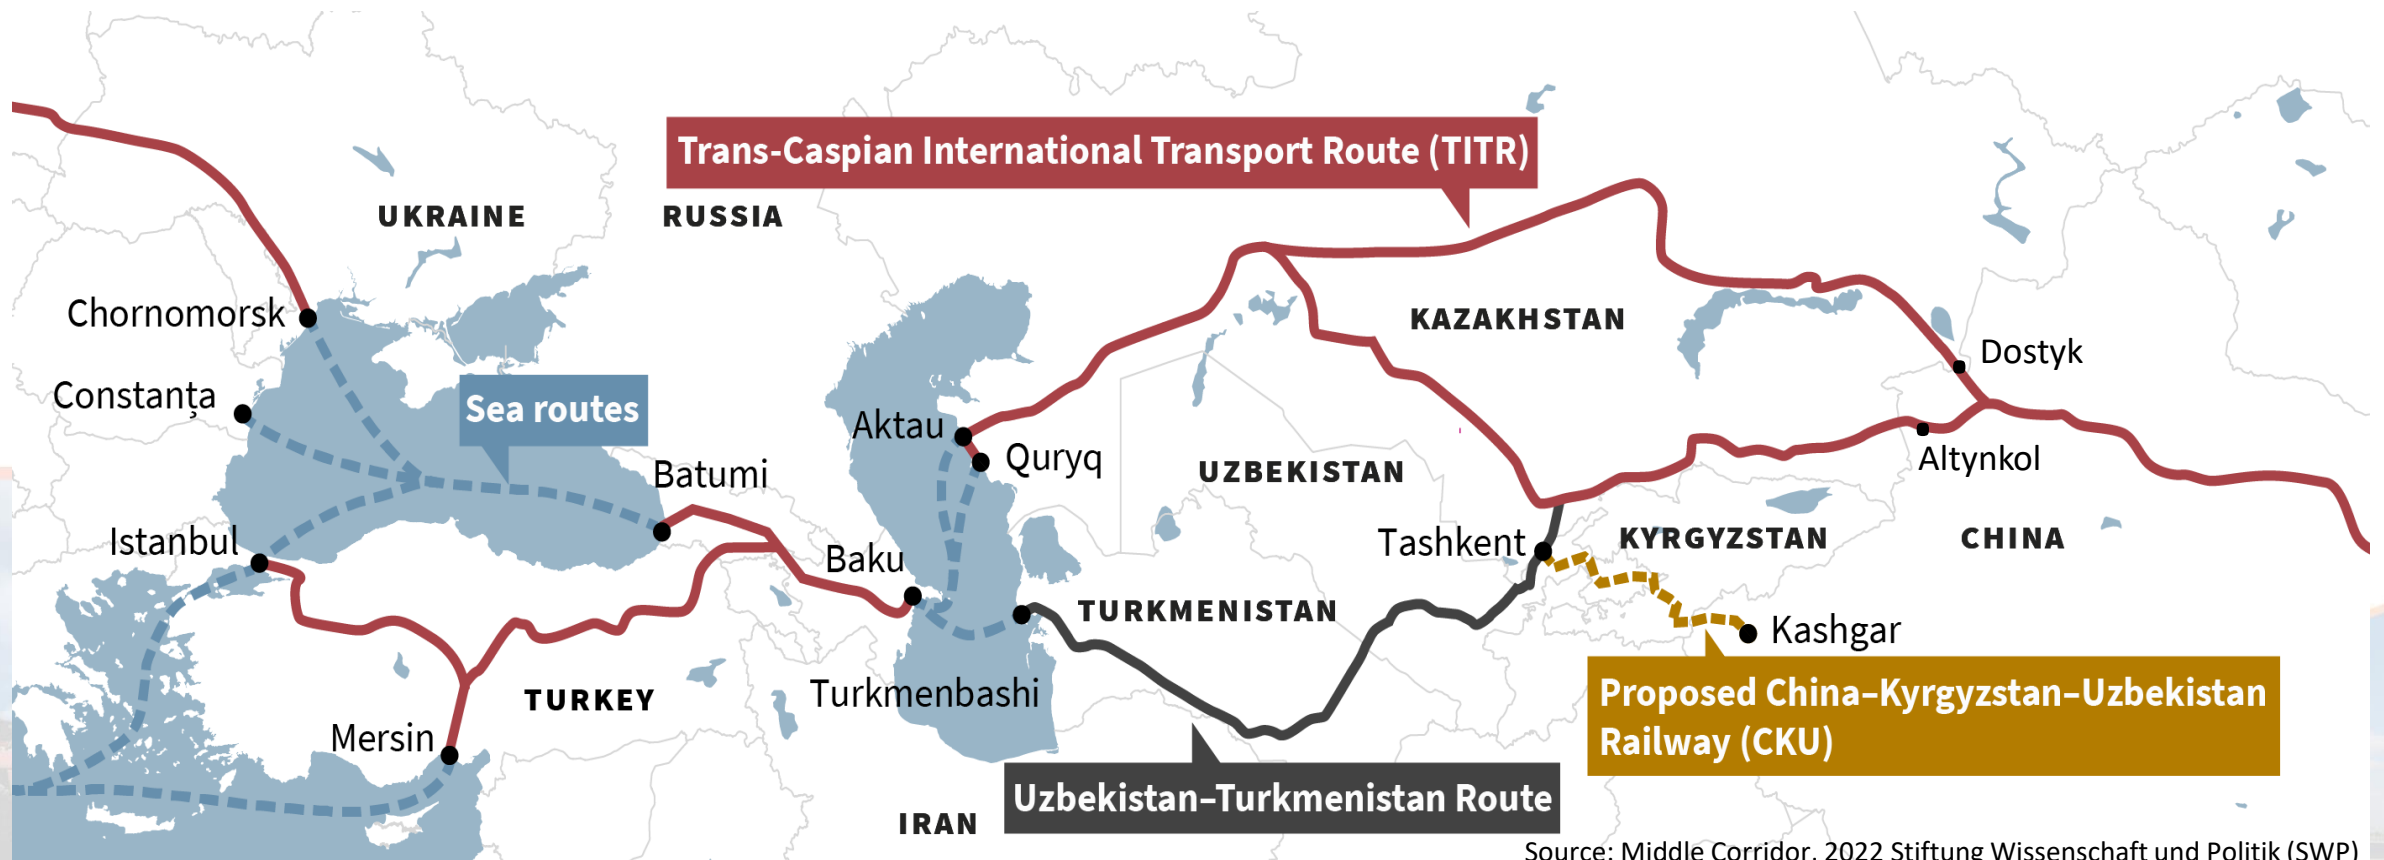 Trans-Caspian International Transport Route (TITR)
UKRAINE
RUSSIA
Chornomorsk
KAZAKHSTAN
Dostyk
Constanța
Sea routes
Aktau
Quryq
Altynkol
Batumi
UZBEKISTAN
Istanbul
Tashkent
KYRGYZSTAN
CHINA
Baku
TURKMENISTAN
Kashgar
TURKEY
Turkmenbashi
Proposed China–Kyrgyzstan–Uzbekistan
Railway (CKU)
Mersin
Uzbekistan–Turkmenistan Route
IRAN
Source: Middle Corridor, 2022 Stiftung Wissenschaft und Politik (SWP)